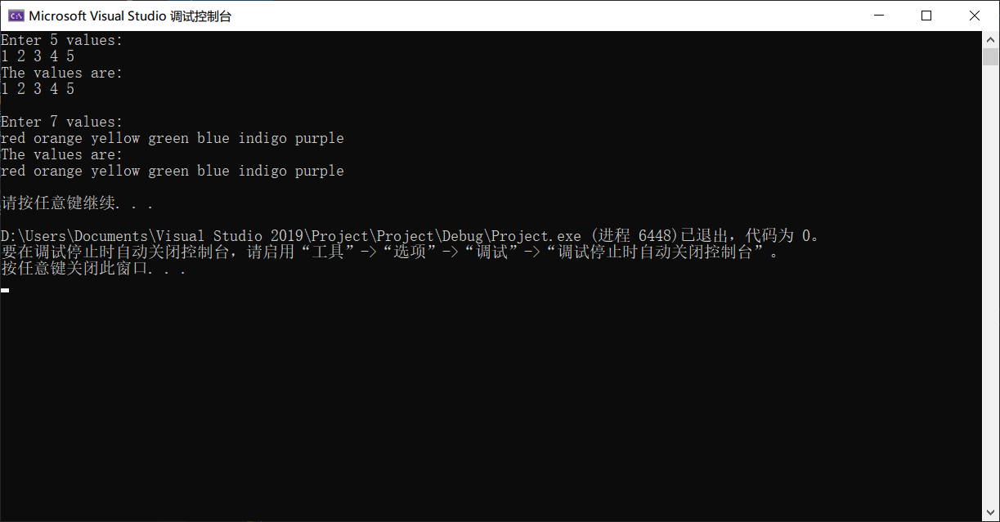 Microsoft Visual Studio 调试控制台
Enter 5 values:
1 2 3 4 5
The values are:
1 2 3 4 5
Enter 7 values:
red orange yellow green blue indigo purple
The values are:
red orange yellow green blue indigo purple
请按任意键继续. . .
D:\Users\Documents\Visual Studio 2019\Project\Project\Debug\Project.exe (进程 6448)已退出，代码为 0。
要在调试停止时自动关闭控制台，请启用“工具”->“选项”->“调试”->“调试停止时自动关闭控制台”。
按任意键关闭此窗口. . .